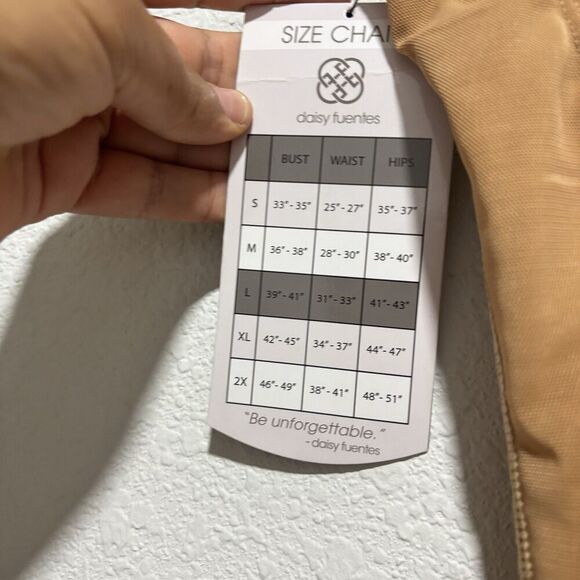 SIZE CHA
daisy fuentes
BUST WAIST HIPS
S 33"- 35" 25"- 27" 35"- 37"
M 36"- 38" 28"- 30" 38"- 40"
L 39"- 41" 31"- 33" 41"- 43"
XL 42"- 45" 34"- 37" 44"- 47"
2X 46"- 49" 38"- 41" 48"- 51"
"Be unforgettable."
- daisy fuentes